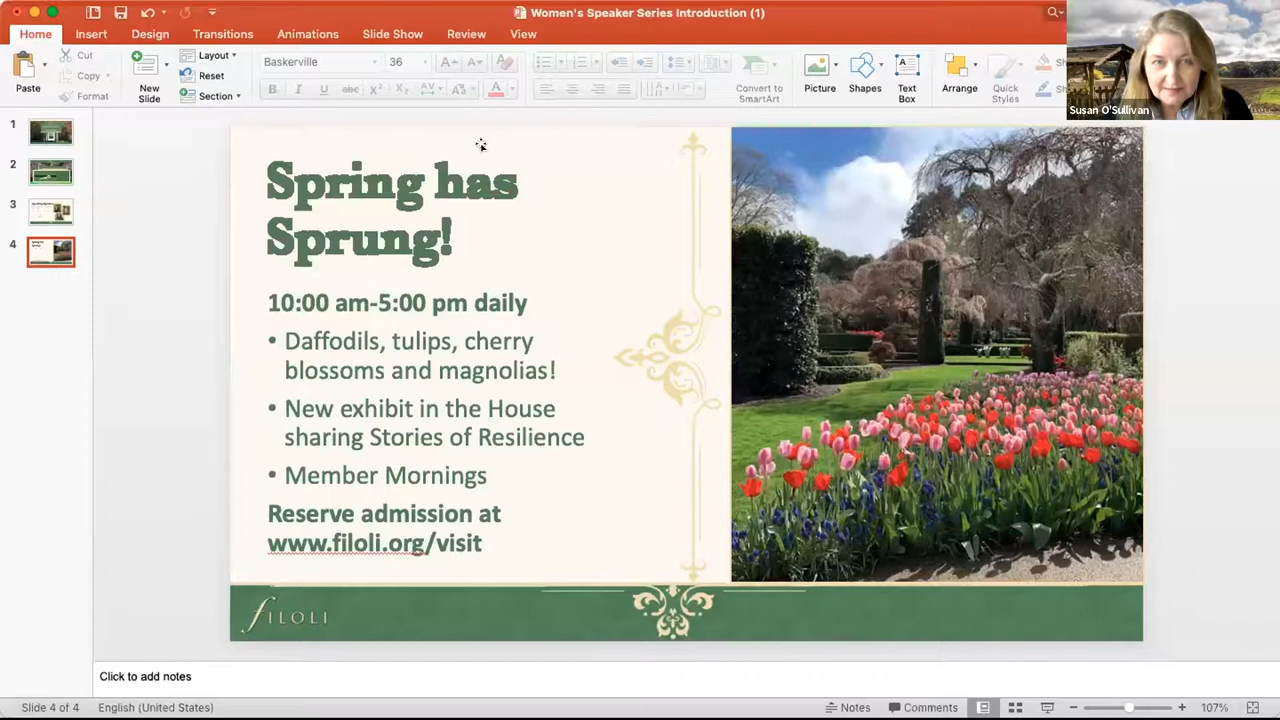 Women's Speaker Series Introduction (1)
Home Insert Design Transitions Animations Slide Show Review View
Paste
Cut
Copy
Format
New Slide
Layout
Reset
Section
Baskerville 36
Convert to SmartArt
Picture
Shapes
Text Box
Arrange
Quick Styles
Susan O'Sullivan
1
2
3
4
Spring has
Sprung!
10:00 am-5:00 pm daily
• Daffodils, tulips, cherry
blossoms and magnolias!
• New exhibit in the House
sharing Stories of Resilience
• Member Mornings
Reserve admission at
www.filoli.org/visit
FILOLI
Click to add notes
Slide 4 of 4 English (United States) Notes Comments 107%